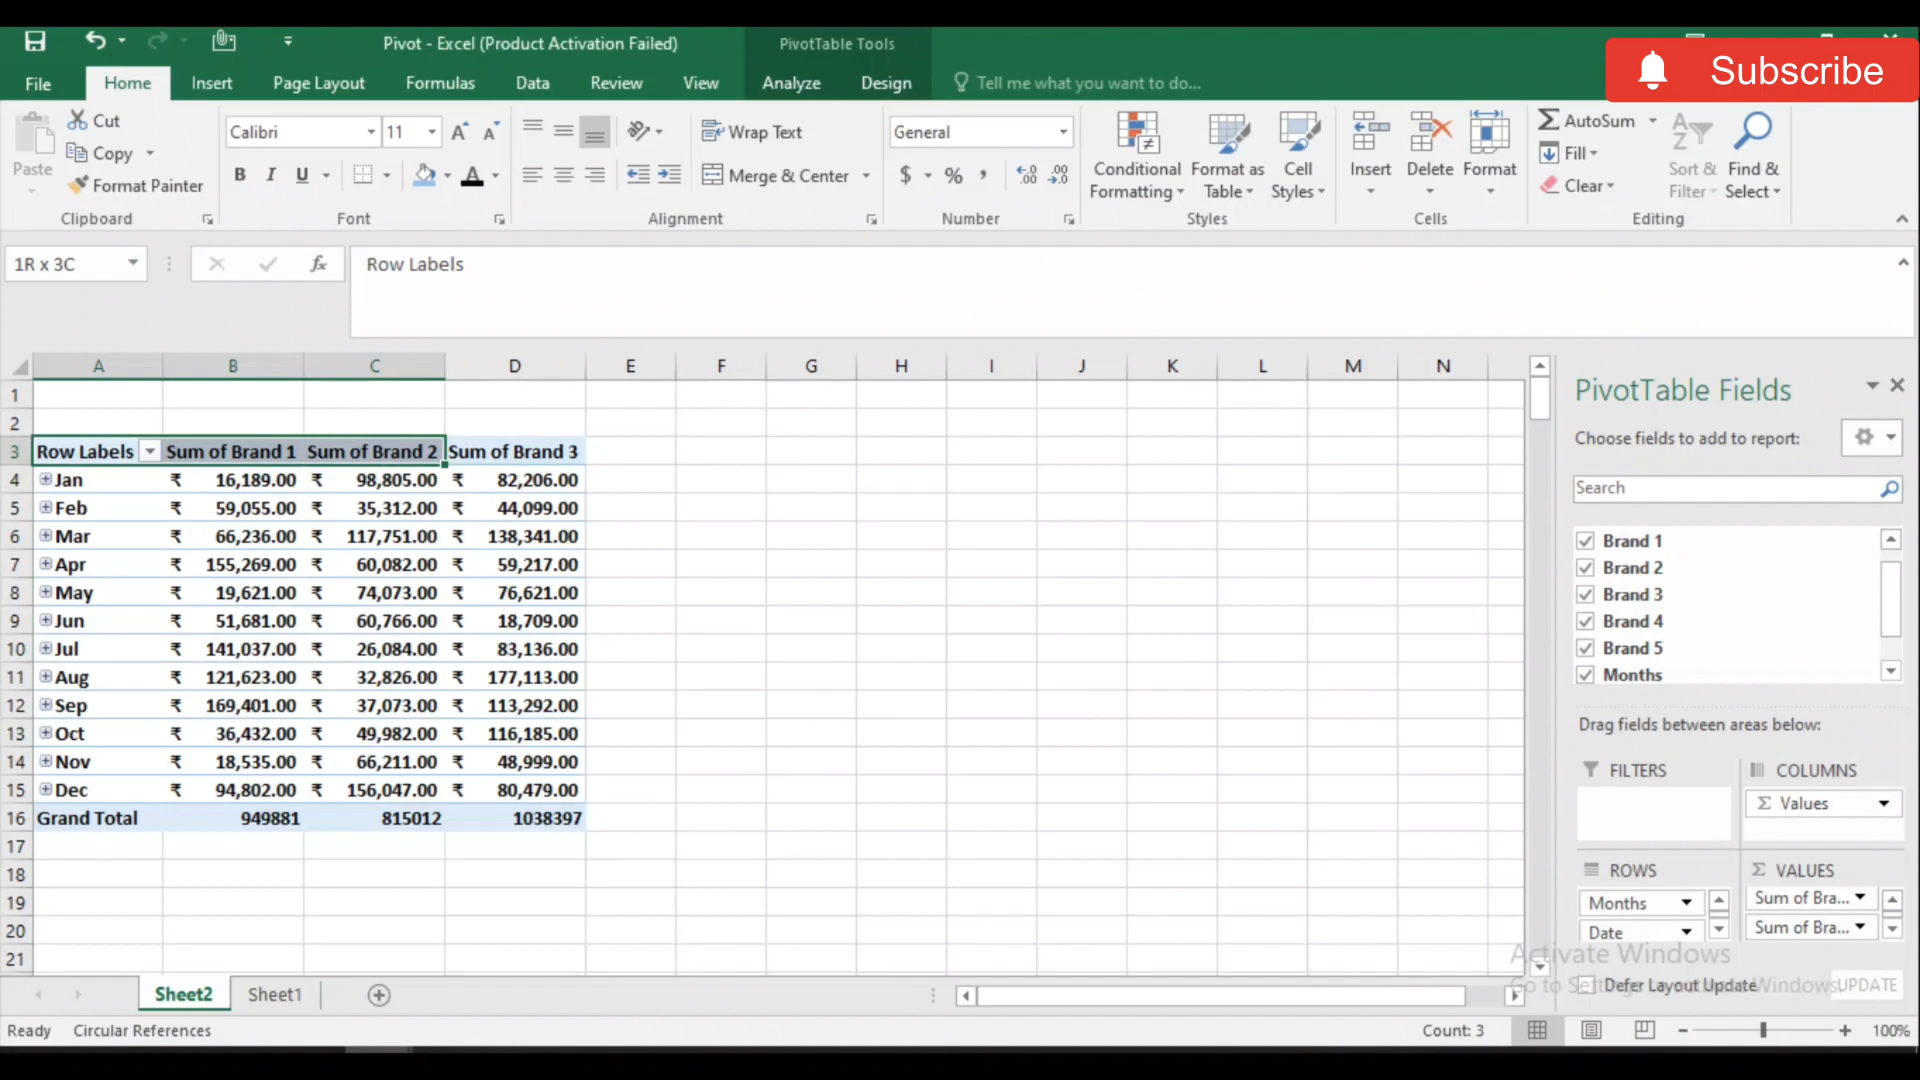 Pivot - Excel (Product Activation Failed)
PivotTable Tools
Subscribe
File Home Insert Page Layout Formulas Data Review View Analyze Design Tell me what you want to do...
Paste
Cut
Copy
Format Painter
Clipboard
Calibri 11
B I U
Font
Wrap Text
Merge & Center
Alignment
General
$ % ,
Number
Conditional Formatting
Format as Table
Cell Styles
Styles
Insert Delete Format
Cells
AutoSum
Fill
Clear
Sort & Filter
Find & Select
Editing
1R x 3C fx Row Labels
A B C D E F G H I J K L M N
1
2
3 Row Labels Sum of Brand 1 Sum of Brand 2 Sum of Brand 3
4 Jan ₹ 16,189.00 ₹ 98,805.00 ₹ 82,206.00
5 Feb ₹ 59,055.00 ₹ 35,312.00 ₹ 44,099.00
6 Mar ₹ 66,236.00 ₹ 117,751.00 ₹ 138,341.00
7 Apr ₹ 155,269.00 ₹ 60,082.00 ₹ 59,217.00
8 May ₹ 19,621.00 ₹ 74,073.00 ₹ 76,621.00
9 Jun ₹ 51,681.00 ₹ 60,766.00 ₹ 18,709.00
10 Jul ₹ 141,037.00 ₹ 26,084.00 ₹ 83,136.00
11 Aug ₹ 121,623.00 ₹ 32,826.00 ₹ 177,113.00
12 Sep ₹ 169,401.00 ₹ 37,073.00 ₹ 113,292.00
13 Oct ₹ 36,432.00 ₹ 49,982.00 ₹ 116,185.00
14 Nov ₹ 18,535.00 ₹ 66,211.00 ₹ 48,999.00
15 Dec ₹ 94,802.00 ₹ 156,047.00 ₹ 80,479.00
16 Grand Total 949881 815012 1038397
17
18
19
20
21
PivotTable Fields
Choose fields to add to report:
Search
Brand 1
Brand 2
Brand 3
Brand 4
Brand 5
Months
Drag fields between areas below:
FILTERS
COLUMNS
Σ Values
ROWS
Months
Date
Σ VALUES
Sum of Bra...
Sum of Bra...
Activate Windows
Defer Layout Update
UPDATE
Sheet2 Sheet1
Ready Circular References Count: 3 100%